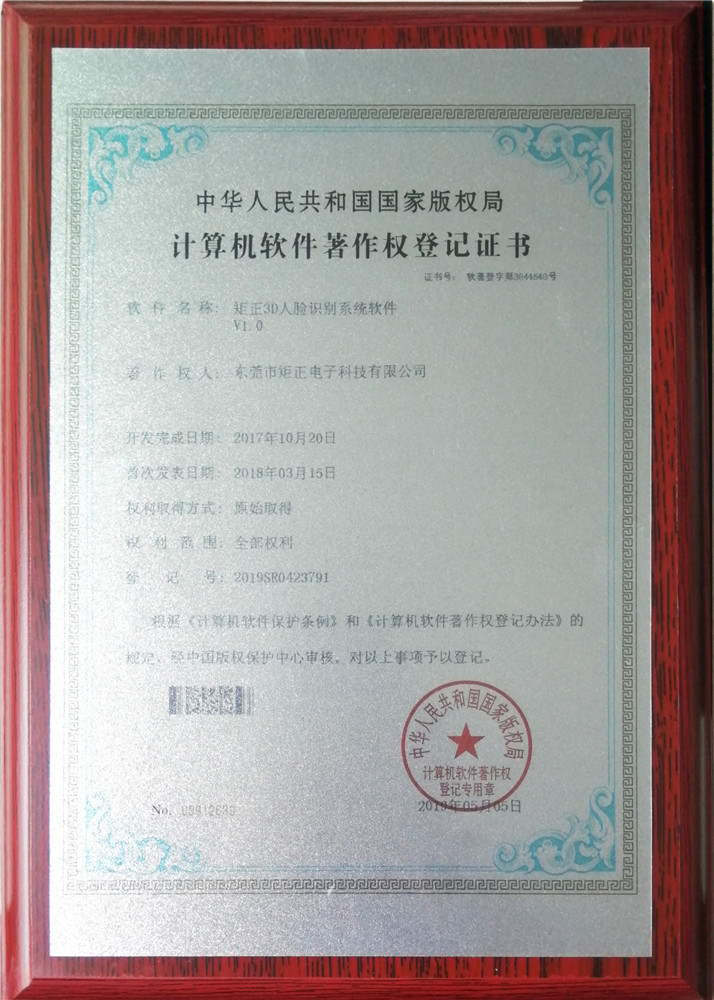 中华人民共和国国家版权局
计算机软件著作权登记证书
证书号： 软著登字第3844548号
软件名称： 矩正3D人脸识别系统软件
V1.0
著作权人： 东莞市矩正电子科技有限公司
开发完成日期： 2017年10月20日
首次发表日期： 2018年03月15日
权利取得方式： 原始取得
权利范围： 全部权利
登记号： 2019SR0423791
根据《计算机软件保护条例》和《计算机软件著作权登记办法》的
规定，经中国版权保护中心审核，对以上事项予以登记。
中华人民共和国国家版权局
计算机软件著作权
登记专用章
No.
2019年05月05日